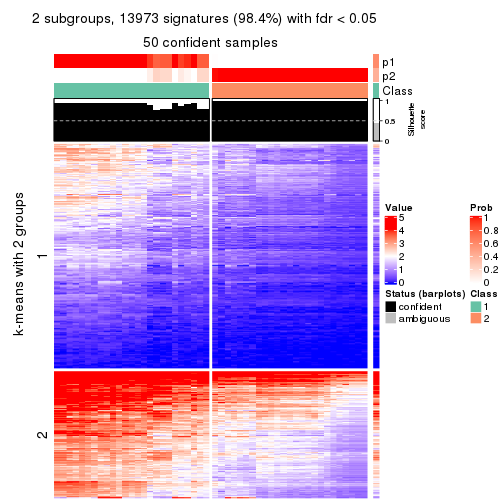 2 subgroups, 13973 signatures (98.4%) with fdr < 0.05
50 confident samples
p1
p2
Class
1
0.5
0
Silhouette
score
k-means with 2 groups
1
2
Value
5
4
3
2
1
0
Prob
1
0.8
0.6
0.4
0.2
0
Status (barplots)
confident
ambiguous
Class
1
2